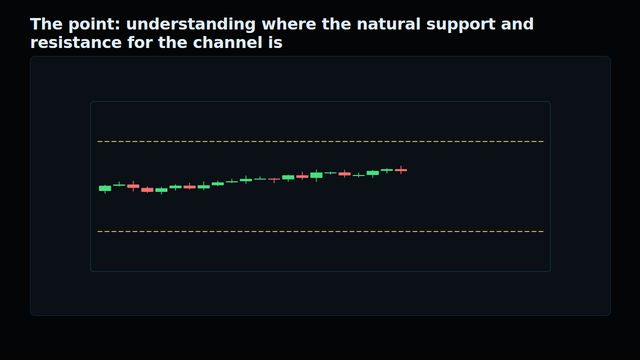 The point: understanding where the natural support and
resistance for the channel is